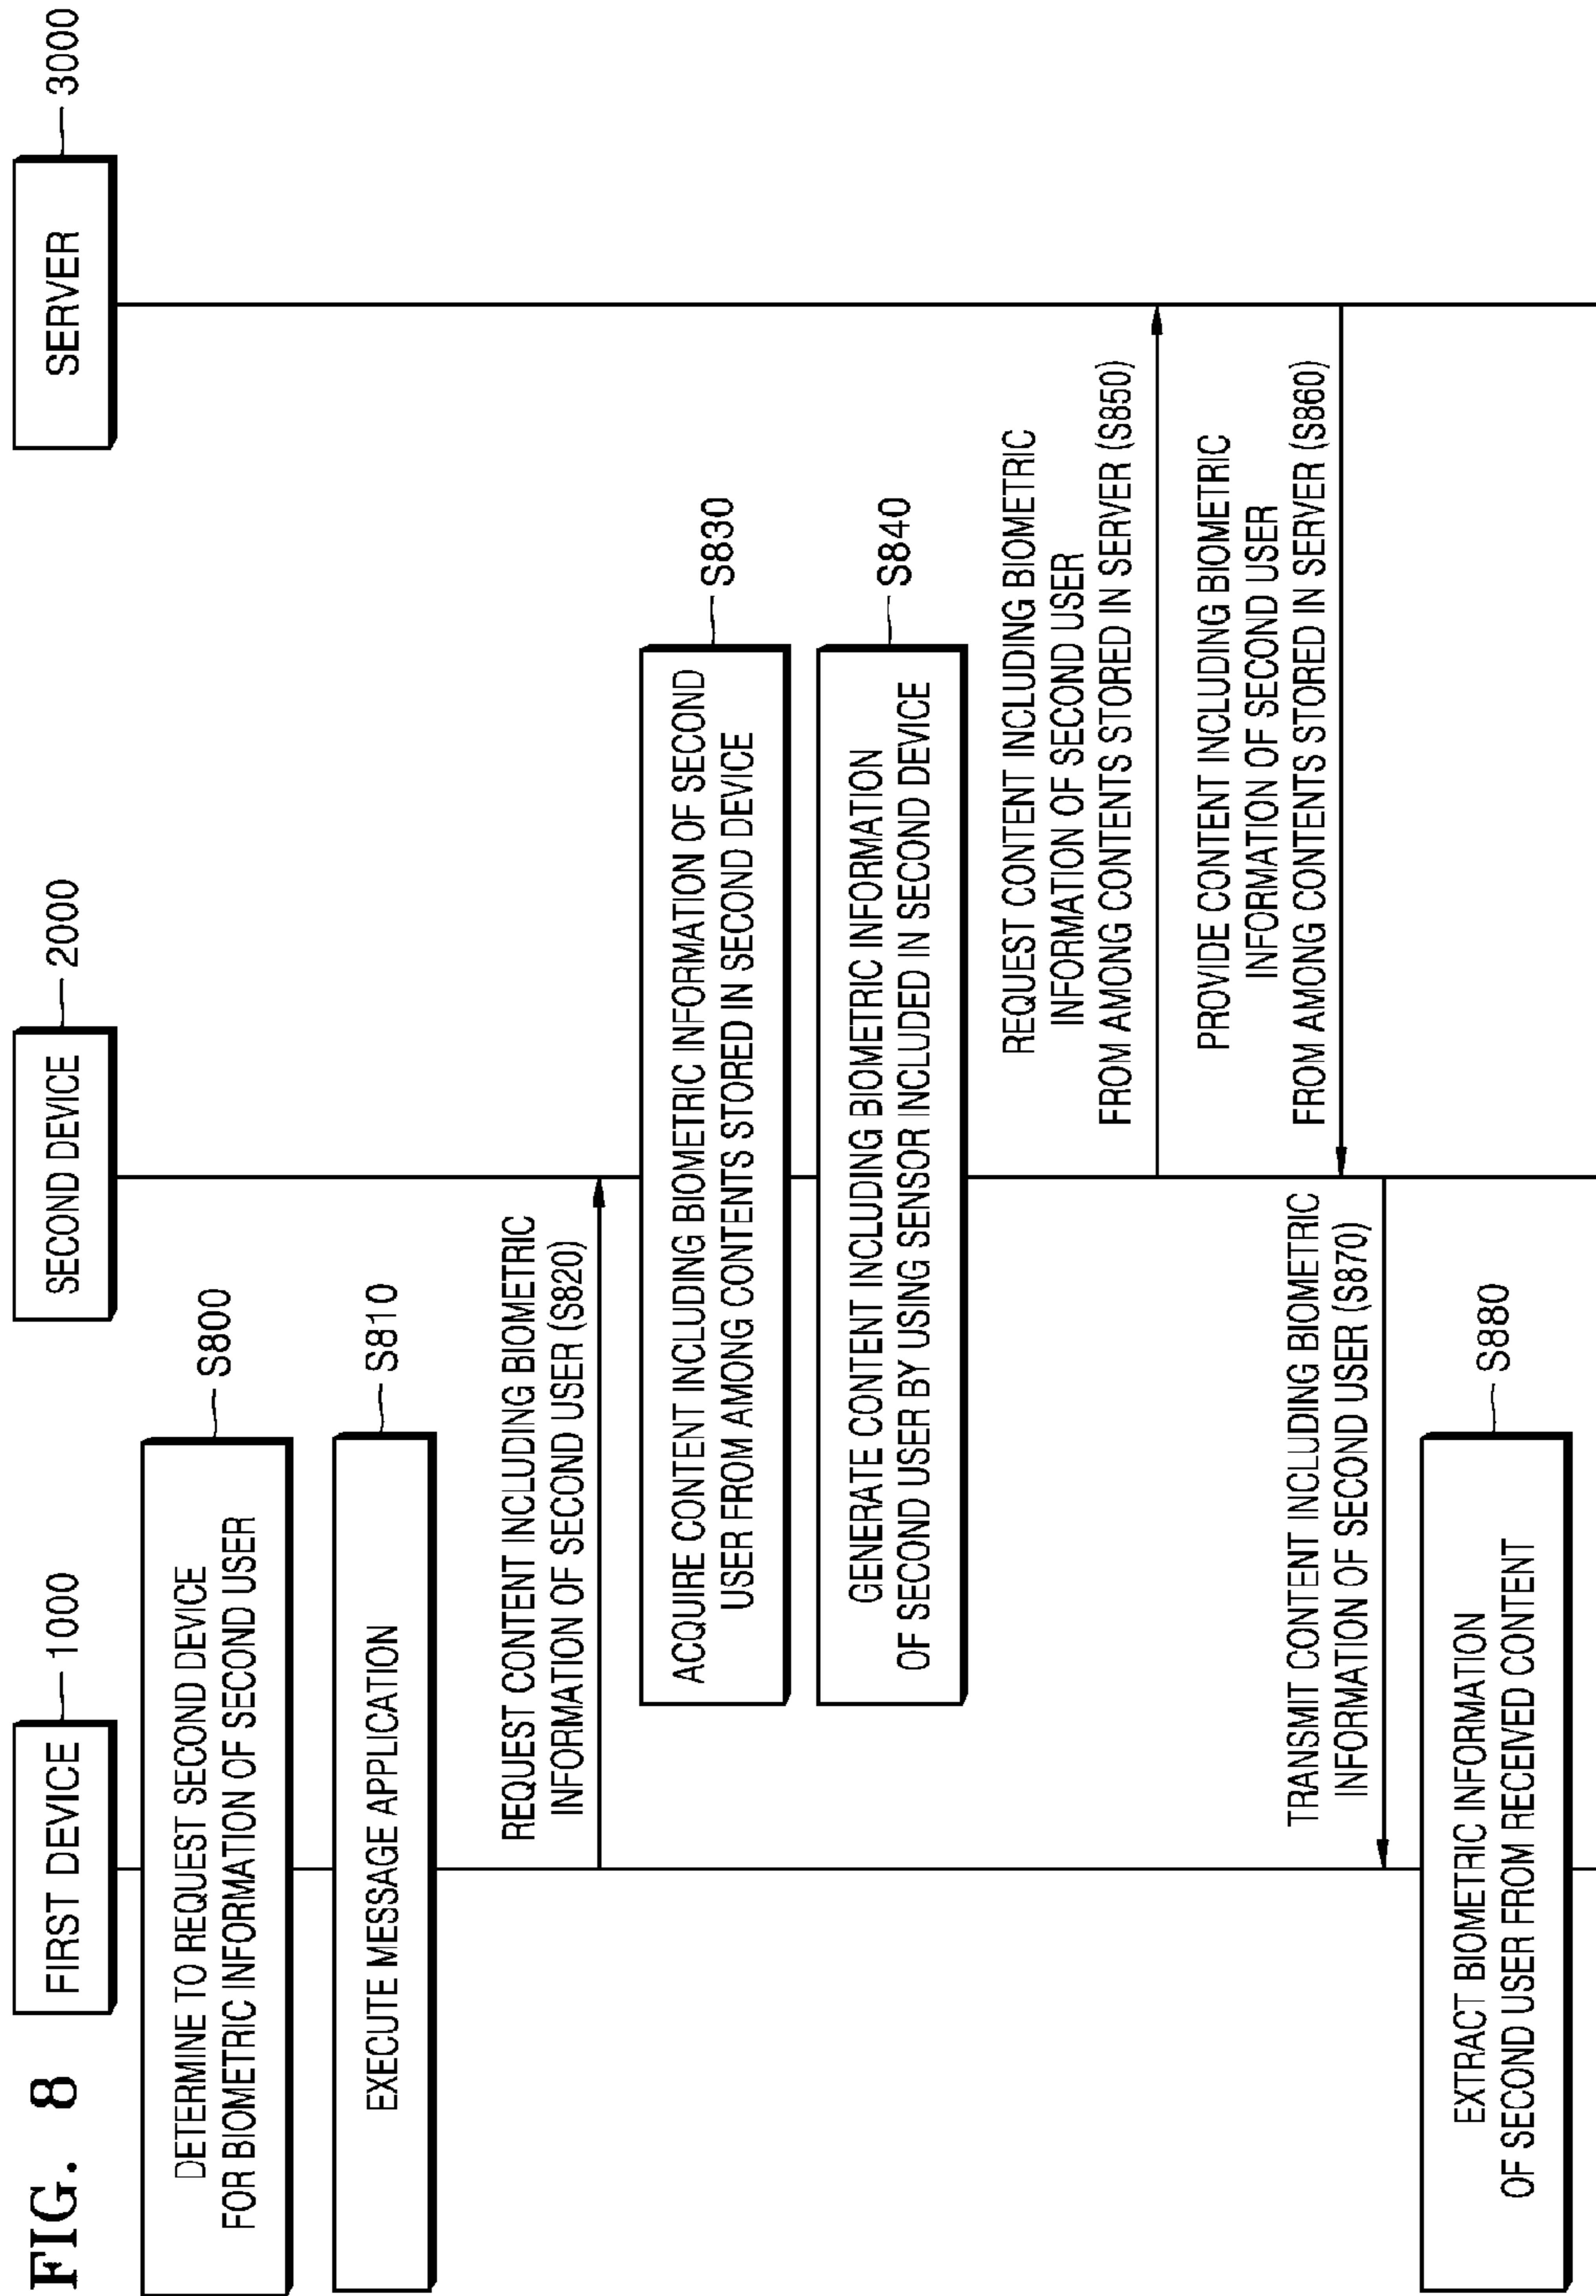 FIG. 8
FIRST DEVICE
1000
SECOND DEVICE
2000
SERVER
3000
DETERMINE TO REQUEST SECOND DEVICE
FOR BIOMETRIC INFORMATION OF SECOND USER
S800
EXECUTE MESSAGE APPLICATION
S810
REQUEST CONTENT INCLUDING BIOMETRIC
INFORMATION OF SECOND USER (S820)
ACQUIRE CONTENT INCLUDING BIOMETRIC INFORMATION OF SECOND
USER FROM AMONG CONTENTS STORED IN SECOND DEVICE
S830
GENERATE CONTENT INCLUDING BIOMETRIC INFORMATION
OF SECOND USER BY USING SENSOR INCLUDED IN SECOND DEVICE
S840
REQUEST CONTENT INCLUDING BIOMETRIC
INFORMATION OF SECOND USER
FROM AMONG CONTENTS STORED IN SERVER (S850)
PROVIDE CONTENT INCLUDING BIOMETRIC
INFORMATION OF SECOND USER
FROM AMONG CONTENTS STORED IN SERVER (S860)
TRANSMIT CONTENT INCLUDING BIOMETRIC
INFORMATION OF SECOND USER (S870)
EXTRACT BIOMETRIC INFORMATION
OF SECOND USER FROM RECEIVED CONTENT
S880